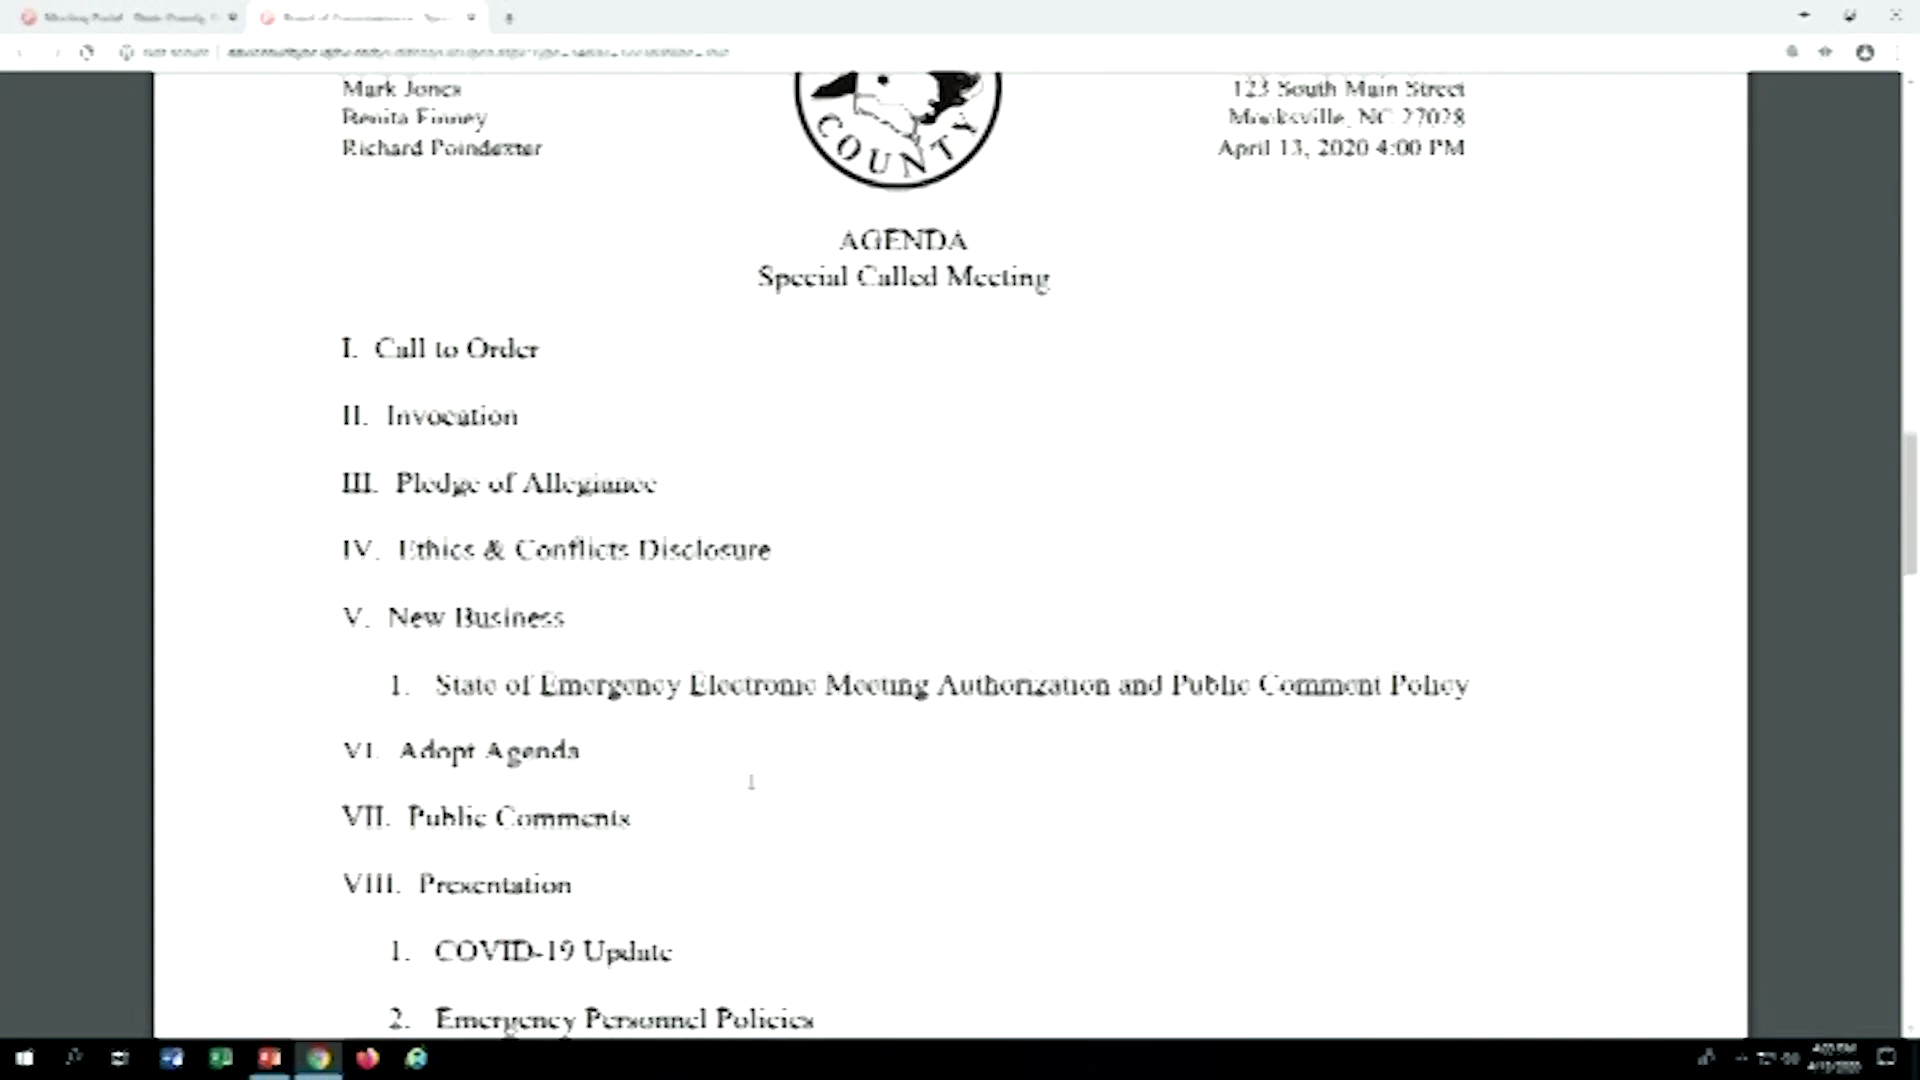 Mark Jones
123 South Main Street
Benita Finney
Mocksville, NC 27028
Richard Poindexter
April 13, 2020 4:00 PM
COUNTY
AGENDA
Special Called Meeting
I. Call to Order
II. Invocation
III. Pledge of Allegiance
IV. Ethics & Conflicts Disclosure
V. New Business
1. State of Emergency Electronic Meeting Authorization and Public Comment Policy
VI. Adopt Agenda
VII. Public Comments
VIII. Presentation
1. COVID-19 Update
2. Emergency Personnel Policies